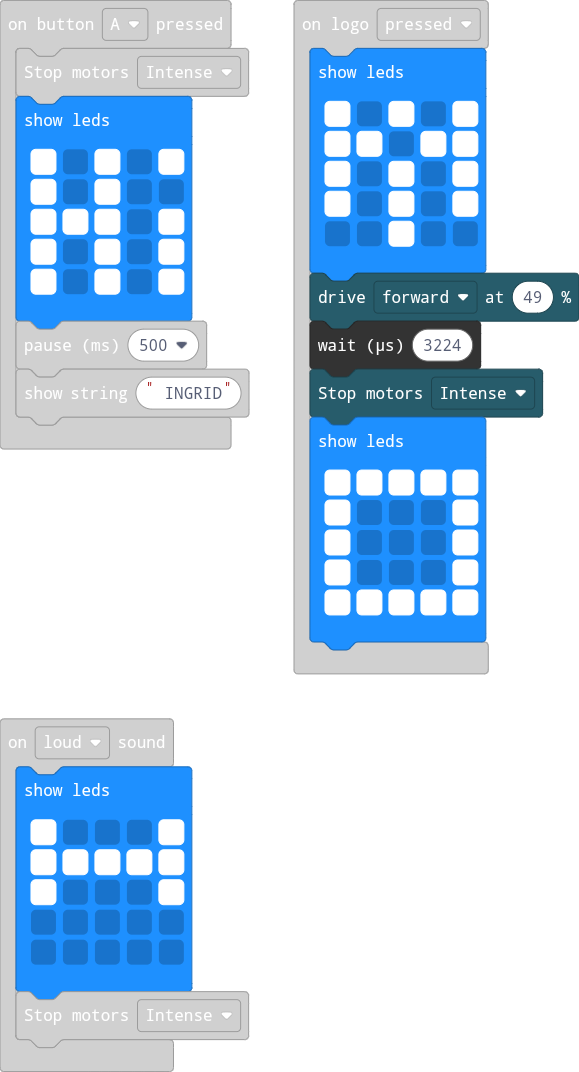 on button A pressed
Stop motors Intense
show leds
pause (ms) 500
show string " INGRID"
on logo pressed
show leds
drive forward at 49 %
wait (µs) 3224
Stop motors Intense
show leds
on loud sound
show leds
Stop motors Intense